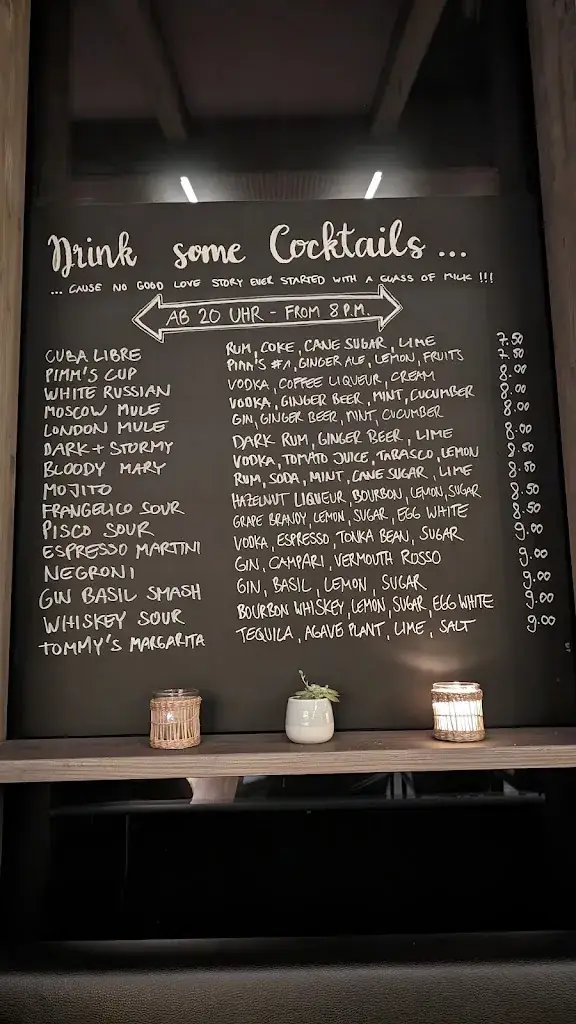 Drink some Cocktails ...
... CAUSE NO GOOD LOVE STORY EVER STARTED WITH A GLASS OF MILK !!!
AB 20 UHR - FROM 8 P.M.
CUBA LIBRE RUM, COKE, CANE SUGAR, LIME 7.50
PIMM'S CUP PIMM'S #1, GINGER ALE, LEMON, FRUITS 7.50
WHITE RUSSIAN VODKA, COFFEE LIQUEUR, CREAM 8.00
MOSCOW MULE VODKA, GINGER BEER, MINT, CUCUMBER 8.00
LONDON MULE GIN, GINGER BEER, MINT, CUCUMBER 8.00
DARK + STORMY DARK RUM, GINGER BEER, LIME 8.00
BLOODY MARY VODKA, TOMATO JUICE, TABASCO, LEMON 8.50
MOJITO RUM, SODA, MINT, CANE SUGAR, LIME 8.50
FRANGELICO SOUR HAZELNUT LIQUEUR BOURBON, LEMON, SUGAR 8.50
PISCO SOUR GRAPE BRANDY, LEMON, SUGAR, EGG WHITE 8.50
ESPRESSO MARTINI VODKA, ESPRESSO, TONKA BEAN, SUGAR 9.00
NEGRONI GIN, CAMPARI, VERMOUTH ROSSO 9.00
GIN BASIL SMASH GIN, BASIL, LEMON, SUGAR 9.00
WHISKEY SOUR BOURBON WHISKEY, LEMON, SUGAR, EGG WHITE 9.00
TOMMY'S MARGARITA TEQUILA, AGAVE PLANT, LIME, SALT 9.00